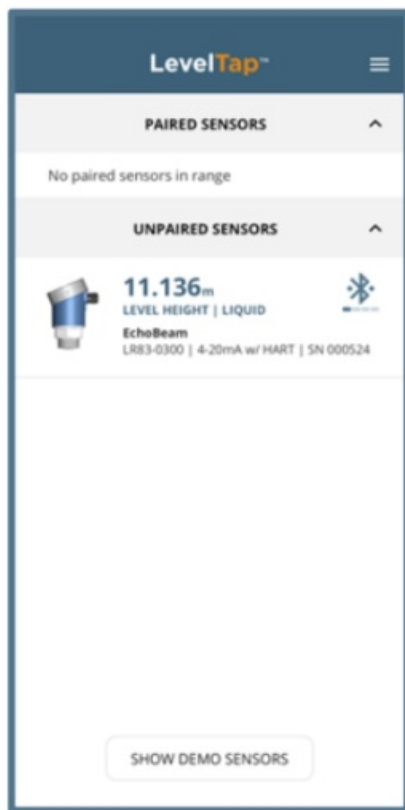 LevelTap™
PAIRED SENSORS
No paired sensors in range
UNPAIRED SENSORS
11.136m
LEVEL HEIGHT | LIQUID
EchoBeam
LR83-0300 | 4-20mA w/ HART | SN 000524
SHOW DEMO SENSORS